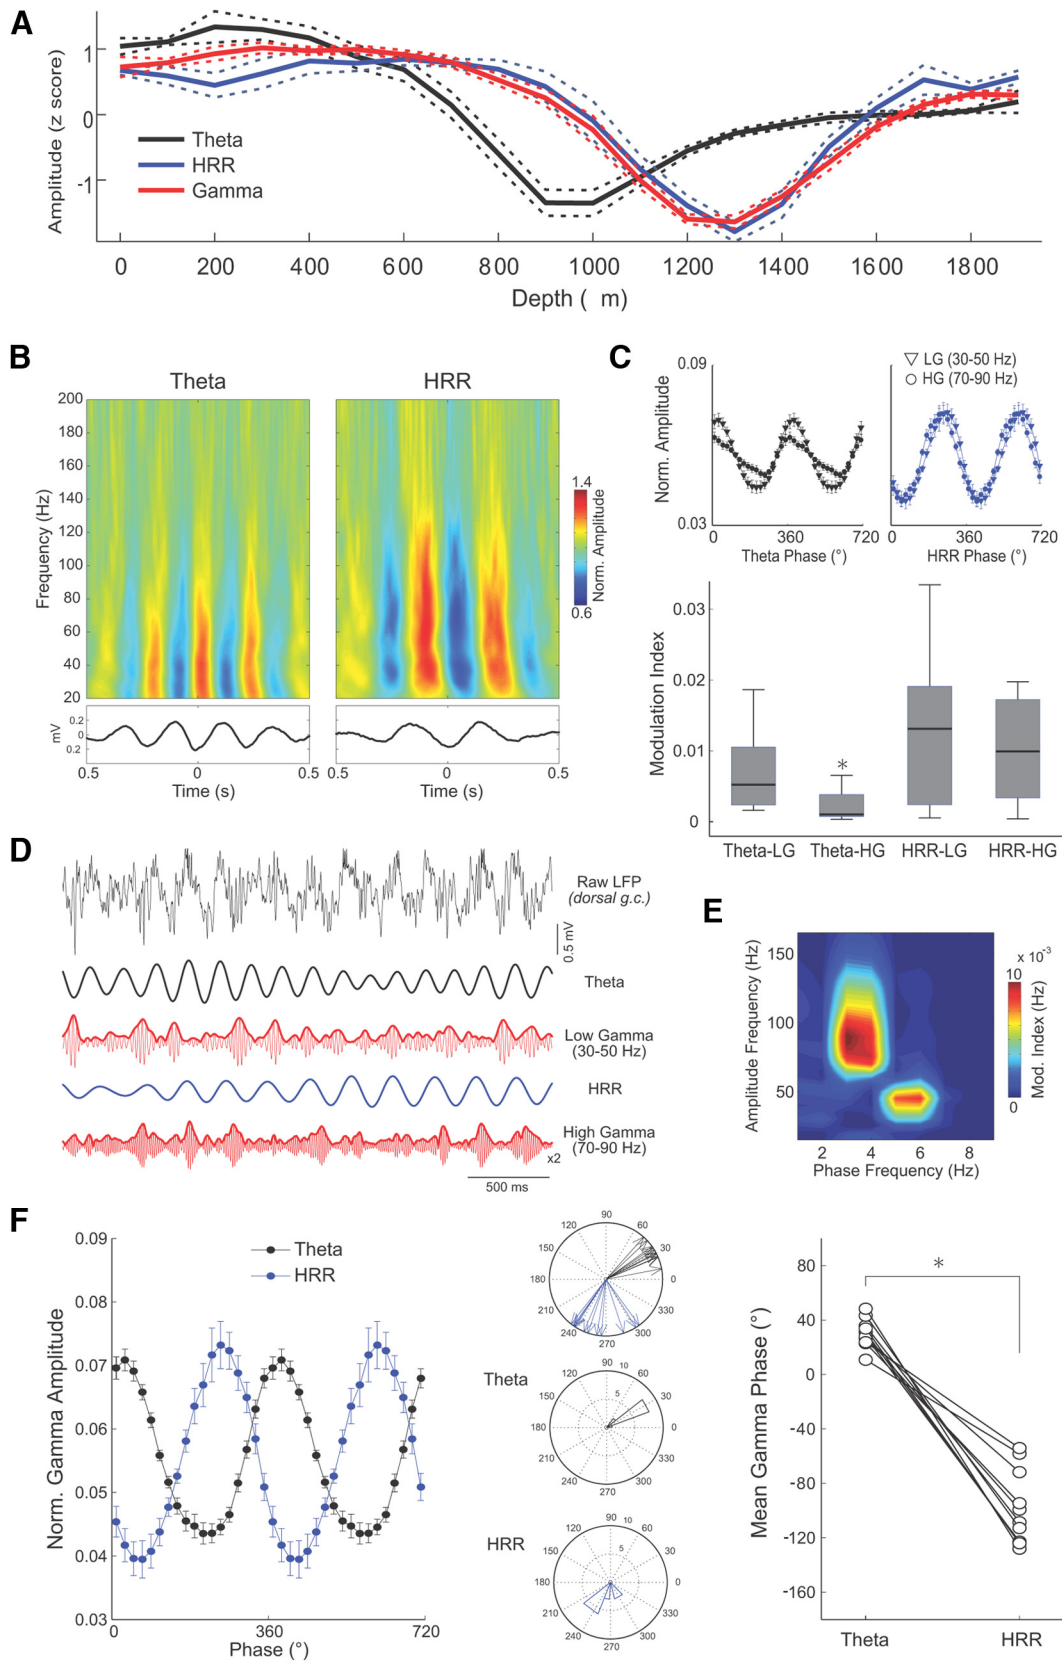 A
Amplitude (z score)
1
0
-1
Theta
HRR
Gamma
0 200 400 600 800 1000 1200 1400 1600 1800
Depth ( m)
B
Theta HRR
Frequency (Hz)
200
180
160
140
120
100
80
60
40
20
1.4
Norm. Amplitude
0.6
mV
0.2
0
0.2
0.5 0 0.5 0.5 0 0.5
Time (s) Time (s)
C
LG (30-50 Hz)
HG (70-90 Hz)
Norm. Amplitude
0.09
0.03
0 360 720 0 360 720
Theta Phase (°) HRR Phase (°)
Modulation Index
0.03
0.02
0.01
0
*
Theta-LG Theta-HG HRR-LG HRR-HG
D
Raw LFP
(dorsal g.c.)
0.5 mV
Theta
Low Gamma
(30-50 Hz)
HRR
High Gamma
(70-90 Hz)
x2
500 ms
E
Amplitude Frequency (Hz)
150
100
50
2 4 6 8
Phase Frequency (Hz)
x 10⁻³
10
Mod. Index (Hz)
0
F
Norm. Gamma Amplitude
0.09
0.08
0.07
0.06
0.05
0.04
0.03
Theta
HRR
0 360 720
Phase (°)
90
120 60
150 30
180 0
210 330
240 300
270
Theta
90 10
120 60
5
150 30
180 0
210 330
240 300
270
HRR
90 10
120 60
5
150 30
180 0
210 330
240 300
270
Mean Gamma Phase (°)
80
40
0
-40
-80
-120
-160
*
Theta HRR